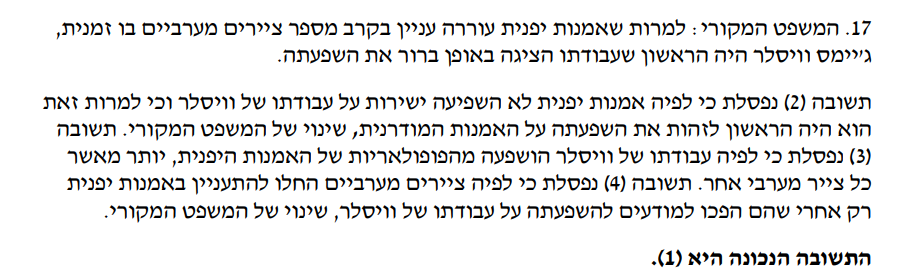 17. המשפט המקורי: למרות שאמנות יפנית עוררה עניין בקרב מספר ציירים מערביים בו זמנית,
ג'יימס וויסלר היה הראשון שעבודתו הציגה באופן ברור את השפעתה.
תשובה (2) נפסלת כי לפיה אמנות יפנית לא השפיעה ישירות על עבודתו של וויסלר וכי למרות זאת
הוא היה הראשון לזהות את השפעתה על האמנות המודרנית, שינוי של המשפט המקורי. תשובה
(3) נפסלת כי לפיה עבודתו של וויסלר הושפעה מהפופולאריות של האמנות היפנית, יותר מאשר
כל צייר מערבי אחר. תשובה (4) נפסלת כי לפיה ציירים מערביים החלו להתעניין באמנות יפנית
רק אחרי שהם הפכו למודעים להשפעתה על עבודתו של וויסלר, שינוי של המשפט המקורי.
התשובה הנכונה היא (1).